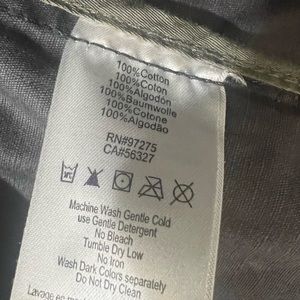 100%Cotton
100%Coton
100%Algodón
100%Baumwolle
100%Cotone
100%Algodão
RN#97275
CA#56327
Machine Wash Gentle Cold
use Gentle Detergent
No Bleach
Tumble Dry Low
No Iron
Wash Dark Colors separately
Do Not Dry Clean
Lavage en